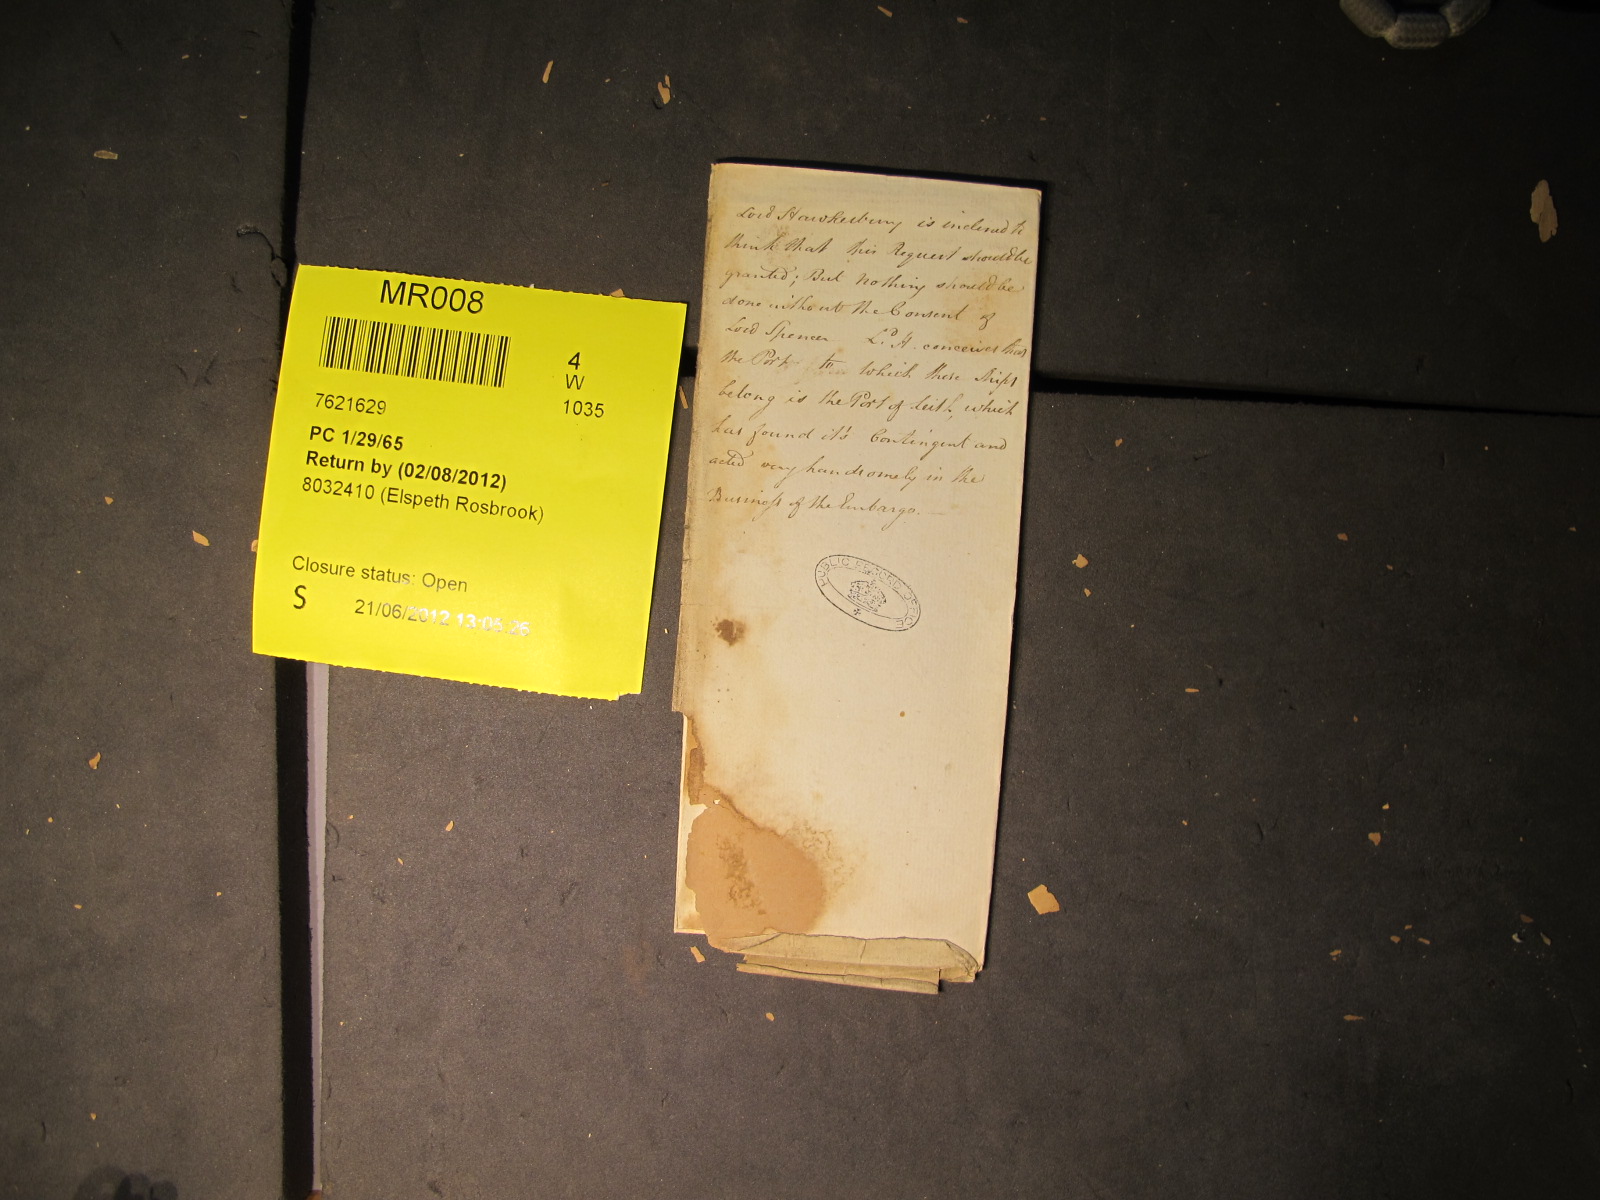 MR008
4
W
1035
7621629
PC 1/29/65
Return by (02/08/2012)
8032410 (Elspeth Rosbrook)
Closure status: Open
S 21/06/2012 13:05:26
Lord Hawkesbury is inclined to
think that this Request should be
granted; But nothing should be
done without the Consent of
Lord Spencer Ld. H. conceives that
the Port to which these Ships
belong is the Port of Leith, which
has found it's Contingent and
acted very handsomely in the
Business of the Embargo.
PUBLIC RECORD OFFICE